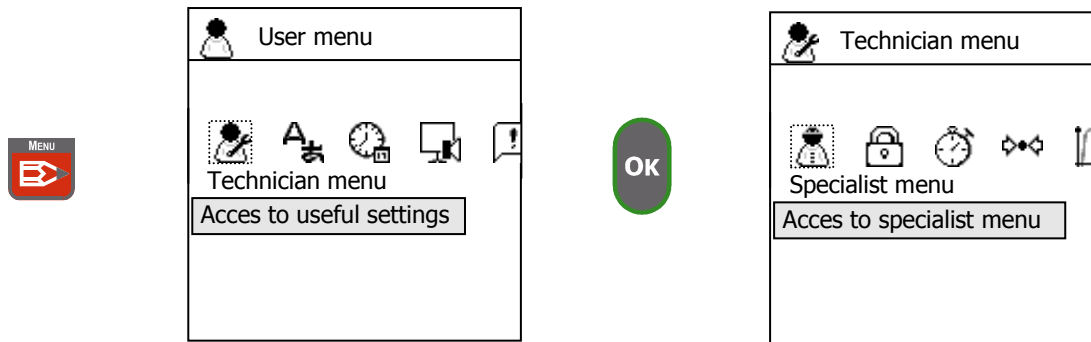 MENU
User menu
Technician menu
Acces to useful settings
OK
Technician menu
Specialist menu
Acces to specialist menu